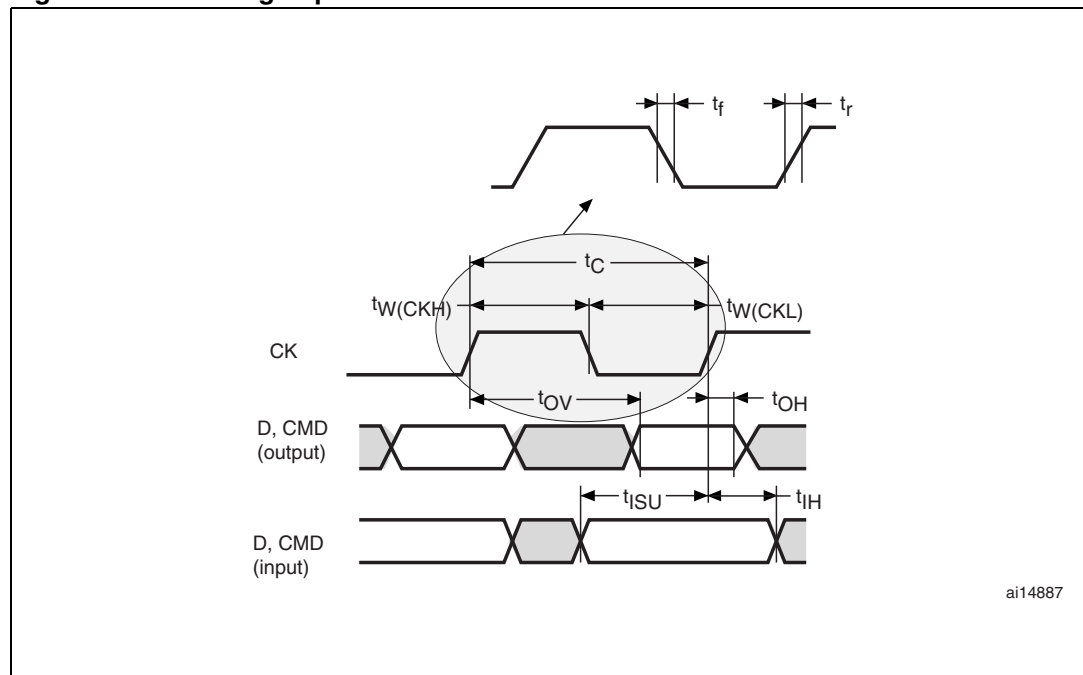 tf
tr
tC
tW(CKH)
tW(CKL)
CK
tOV
tOH
D, CMD
(output)
tISU
tIH
D, CMD
(input)
ai14887